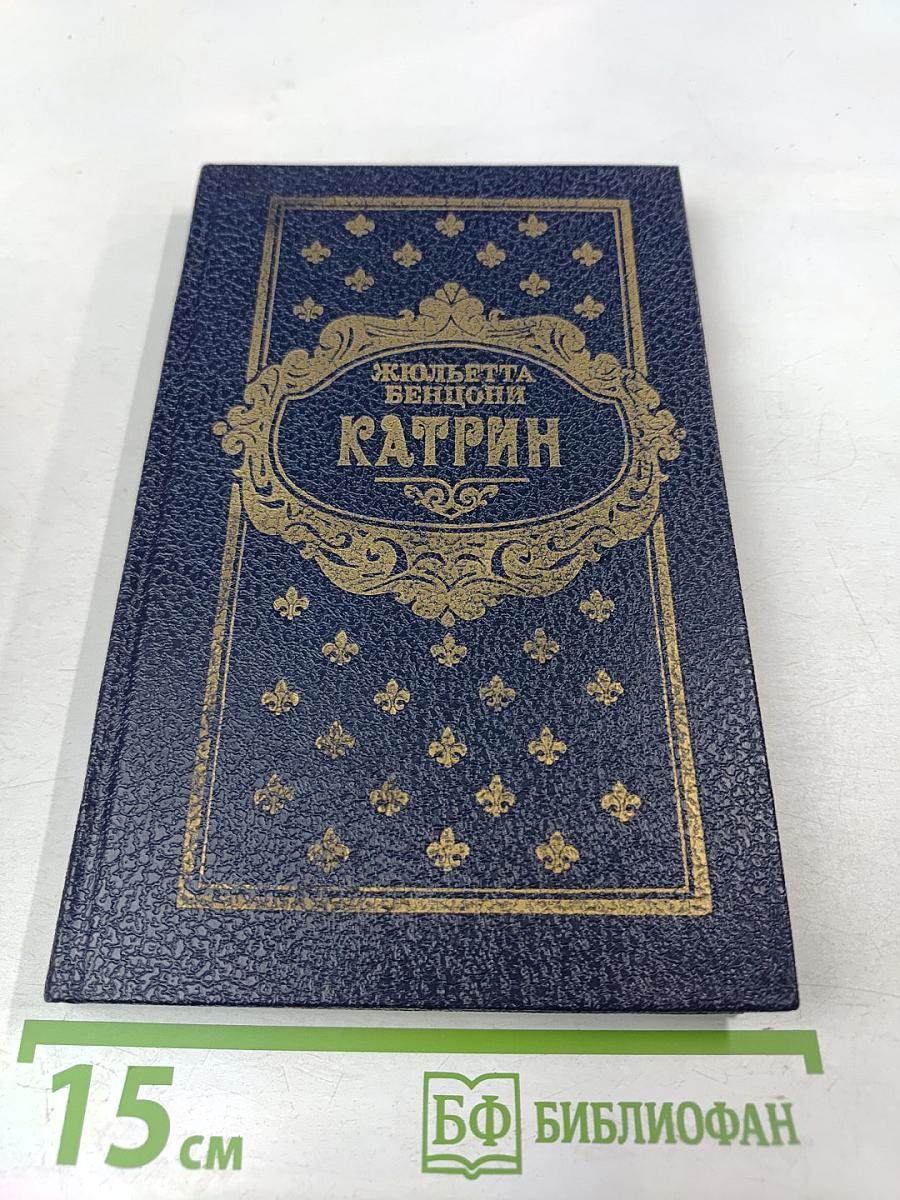 ЖЮЛЬЕТТА
БЕНЦОНИ
КАТРИН
15 см
БФ БИБЛИОФАН